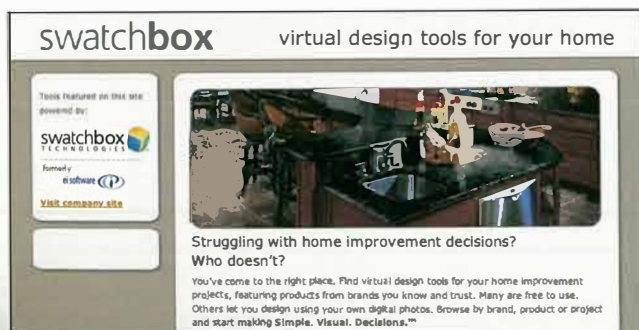 swatchbox
virtual design tools for your home
Tools featured on this site
powered by:
swatchbox
TECHNOLOGIES
formerly
ei software
Visit company site
Struggling with home improvement decisions?
Who doesn't?
You've come to the right place. Find virtual design tools for your home improvement
projects, featuring products from brands you know and trust. Many are free to use.
Others let you design using your own digital photos. Browse by brand, product or project
and start making Simple. Visual. Decisions.™